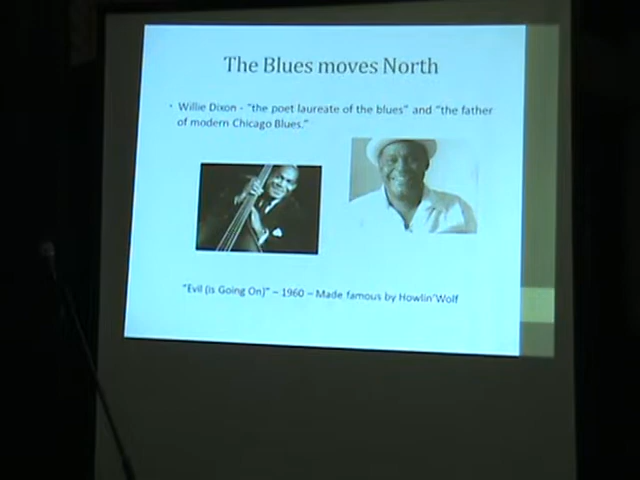 The Blues moves North
• Willie Dixon - "the poet laureate of the blues" and "the father
of modern Chicago Blues."
"Evil (is Going On)" – 1960 – Made famous by Howlin'Wolf